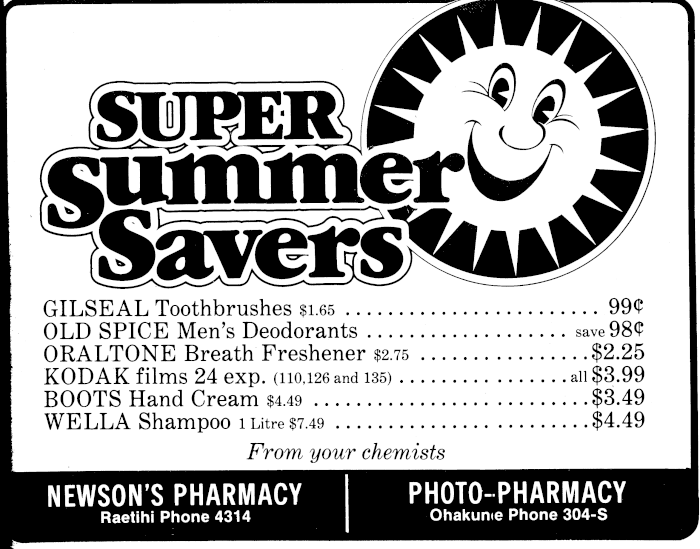 SUPER
Summer
Savers
GILSEAL Toothbrushes $1.65 ........................ 99¢
OLD SPICE Men's Deodorants ................... save 98¢
ORALTONE Breath Freshener $2.75 ................ $2.25
KODAK films 24 exp. (110,126 and 135) ................ all $3.99
BOOTS Hand Cream $4.49 .......................... $3.49
WELLA Shampoo 1 Litre $7.49 ........................ $4.49
From your chemists
NEWSON'S PHARMACY
Raetihi Phone 4314
PHOTO-PHARMACY
Ohakune Phone 304-S